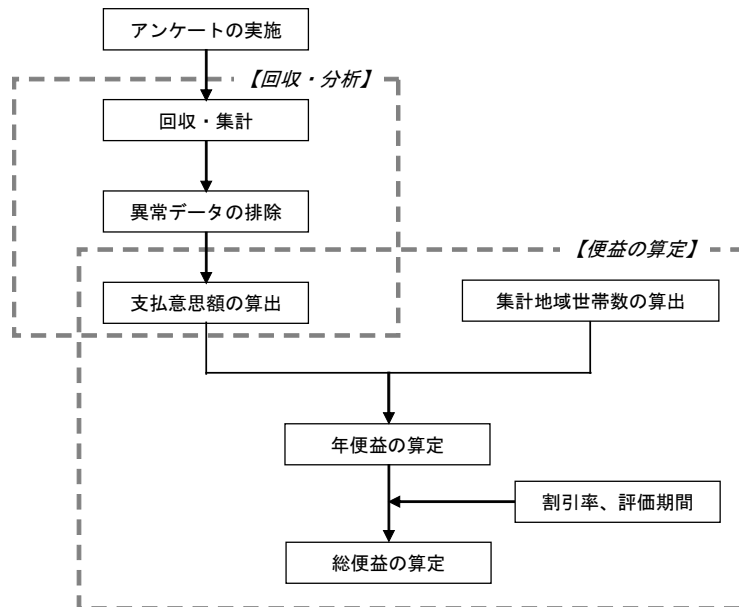 アンケートの実施
【回収・分析】
回収・集計
異常データの排除
【便益の算定】
支払意思額の算出
集計地域世帯数の算出
年便益の算定
割引率、評価期間
総便益の算定